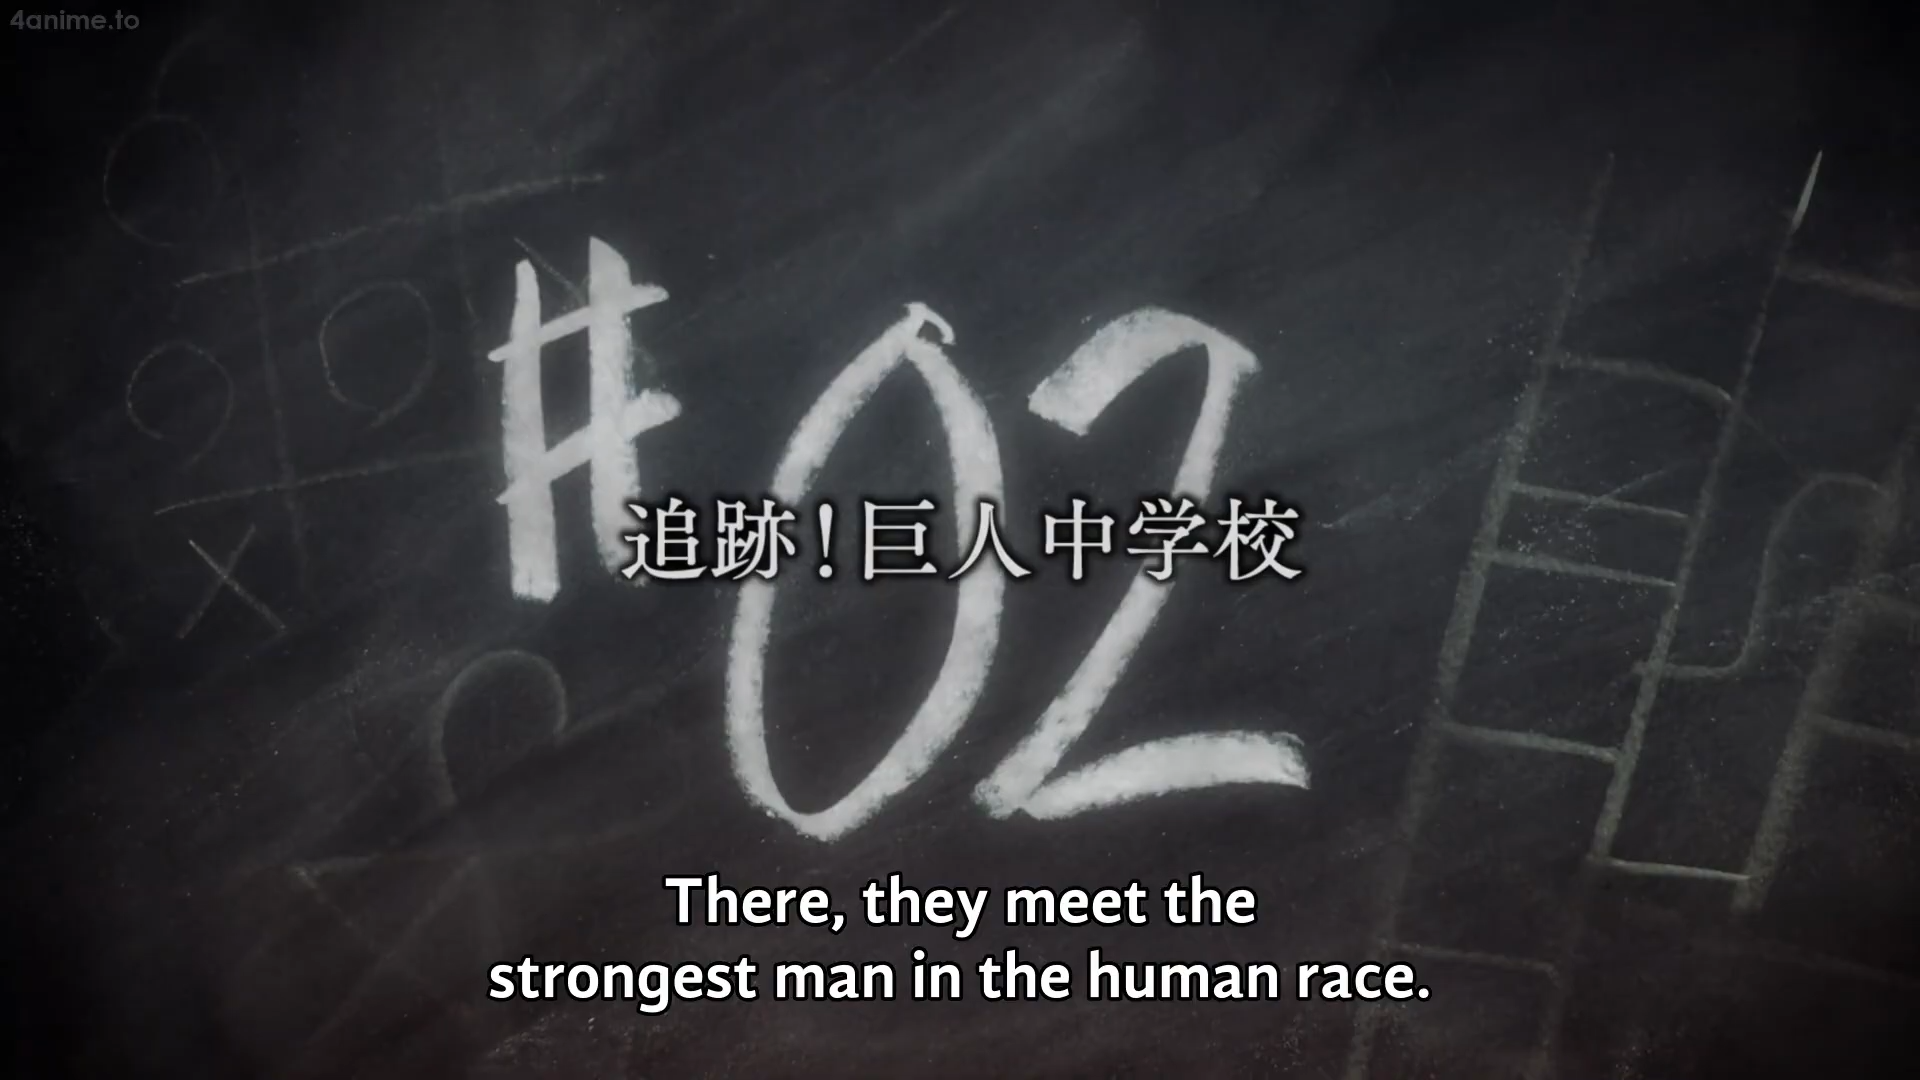 4anime.to
#02
追跡!巨人中学校
There, they meet the
strongest man in the human race.